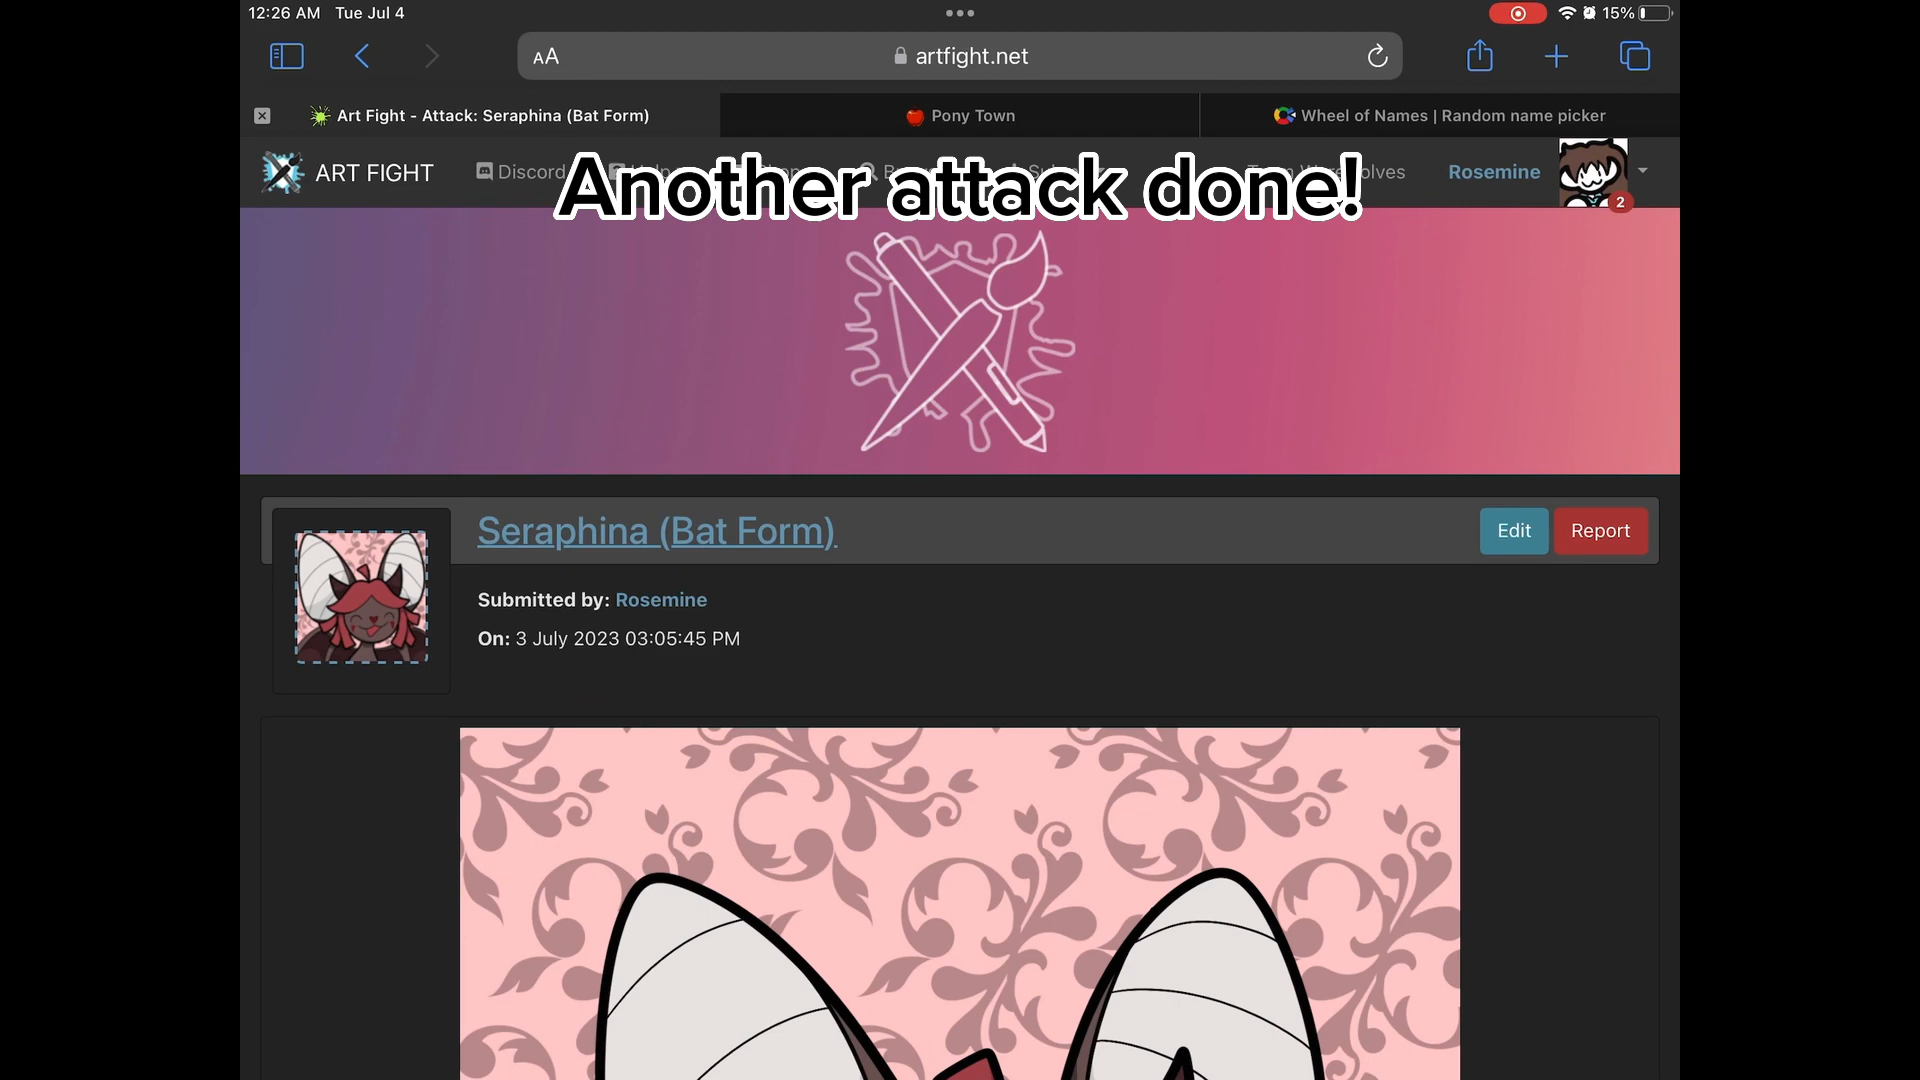 12:26 AM Tue Jul 4
15%
AA artfight.net
Art Fight - Attack: Seraphina (Bat Form)
Pony Town
Wheel of Names | Random name picker
ART FIGHT Discord Rosemine
2
Another attack done!
Seraphina (Bat Form)
Edit Report
Submitted by: Rosemine
On: 3 July 2023 03:05:45 PM